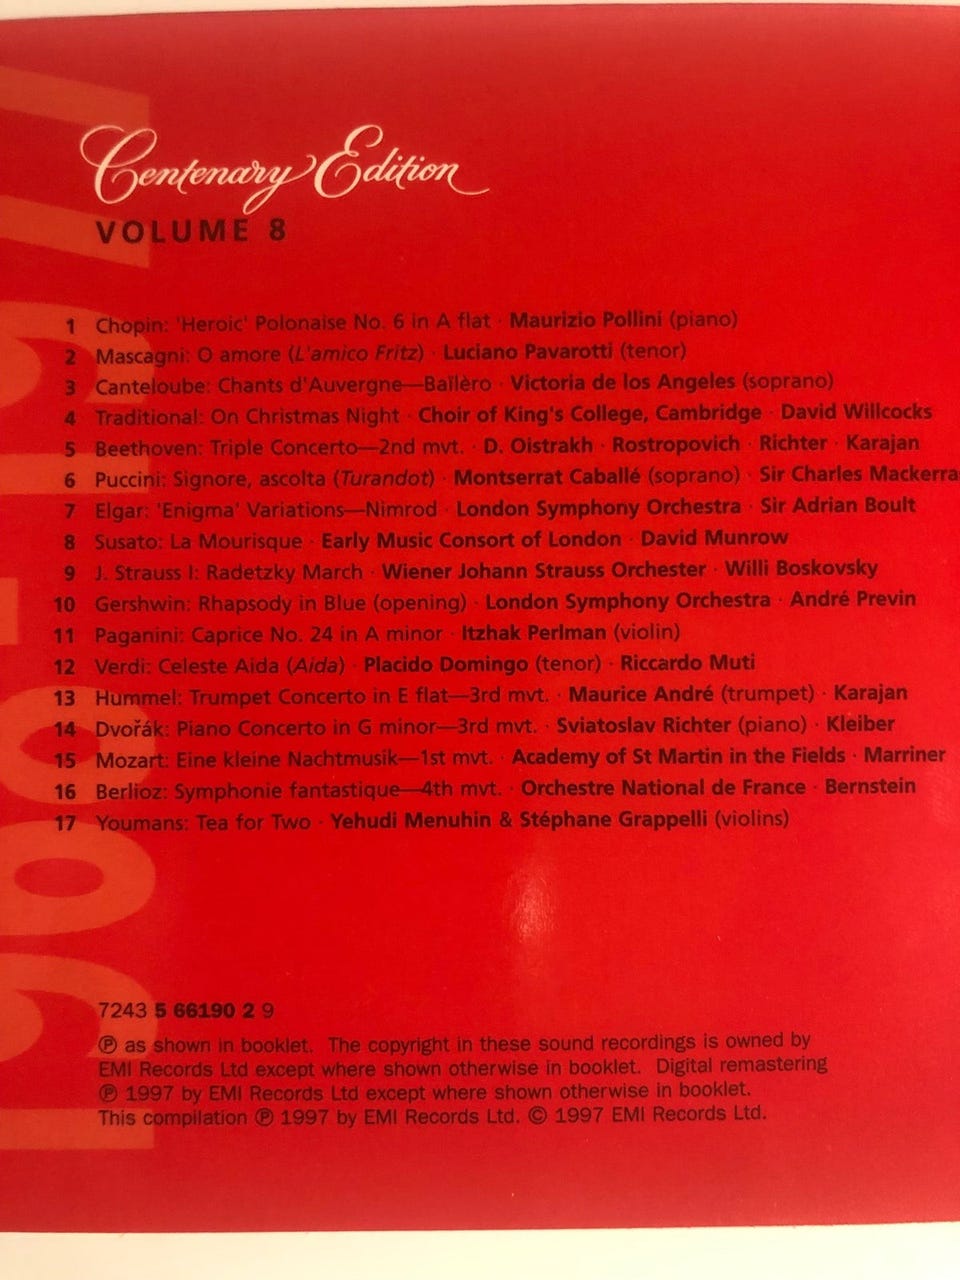 Centenary Edition
VOLUME 8
1 Chopin: 'Heroic' Polonaise No. 6 in A flat · Maurizio Pollini (piano)
2 Mascagni: O amore (L'amico Fritz) · Luciano Pavarotti (tenor)
3 Canteloube: Chants d'Auvergne—Baïlèro · Victoria de los Angeles (soprano)
4 Traditional: On Christmas Night · Choir of King's College, Cambridge · David Willcocks
5 Beethoven: Triple Concerto—2nd mvt. · D. Oistrakh · Rostropovich · Richter · Karajan
6 Puccini: Signore, ascolta (Turandot) · Montserrat Caballé (soprano) · Sir Charles Mackerra
7 Elgar: 'Enigma' Variations—Nimrod · London Symphony Orchestra · Sir Adrian Boult
8 Susato: La Mourisque · Early Music Consort of London · David Munrow
9 J. Strauss I: Radetzky March · Wiener Johann Strauss Orchester · Willi Boskovsky
10 Gershwin: Rhapsody in Blue (opening) · London Symphony Orchestra · André Previn
11 Paganini: Caprice No. 24 in A minor · Itzhak Perlman (violin)
12 Verdi: Celeste Aida (Aida) · Placido Domingo (tenor) · Riccardo Muti
13 Hummel: Trumpet Concerto in E flat—3rd mvt. · Maurice André (trumpet) · Karajan
14 Dvořák: Piano Concerto in G minor—3rd mvt. · Sviatoslav Richter (piano) · Kleiber
15 Mozart: Eine kleine Nachtmusik—1st mvt. · Academy of St Martin in the Fields · Marriner
16 Berlioz: Symphonie fantastique—4th mvt. · Orchestre National de France · Bernstein
17 Youmans: Tea for Two · Yehudi Menuhin & Stéphane Grappelli (violins)
7243 5 66190 2 9
℗ as shown in booklet. The copyright in these sound recordings is owned by
EMI Records Ltd except where shown otherwise in booklet. Digital remastering
℗ 1997 by EMI Records Ltd except where shown otherwise in booklet.
This compilation ℗ 1997 by EMI Records Ltd. © 1997 EMI Records Ltd.